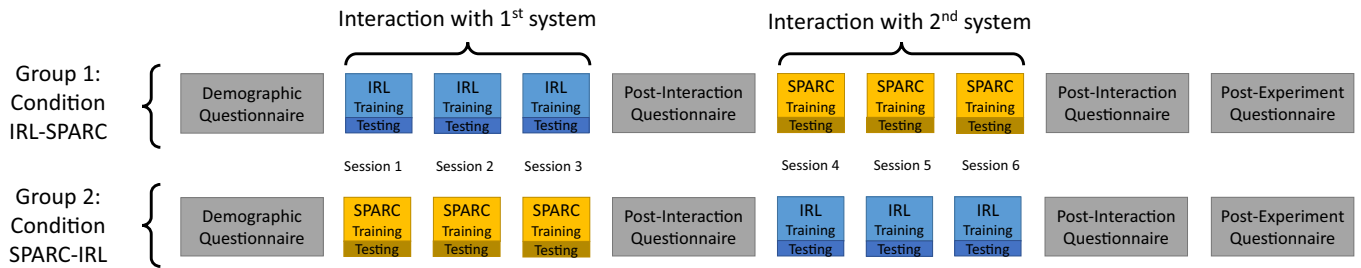 Interaction with 1st system
Interaction with 2nd system
Group 1:
Condition
IRL-SPARC
Demographic
Questionnaire
IRL
Training
Testing
IRL
Training
Testing
IRL
Training
Testing
Post-Interaction
Questionnaire
SPARC
Training
Testing
SPARC
Training
Testing
SPARC
Training
Testing
Post-Interaction
Questionnaire
Post-Experiment
Questionnaire
Session 1
Session 2
Session 3
Session 4
Session 5
Session 6
Group 2:
Condition
SPARC-IRL
Demographic
Questionnaire
SPARC
Training
Testing
SPARC
Training
Testing
SPARC
Training
Testing
Post-Interaction
Questionnaire
IRL
Training
Testing
IRL
Training
Testing
IRL
Training
Testing
Post-Interaction
Questionnaire
Post-Experiment
Questionnaire